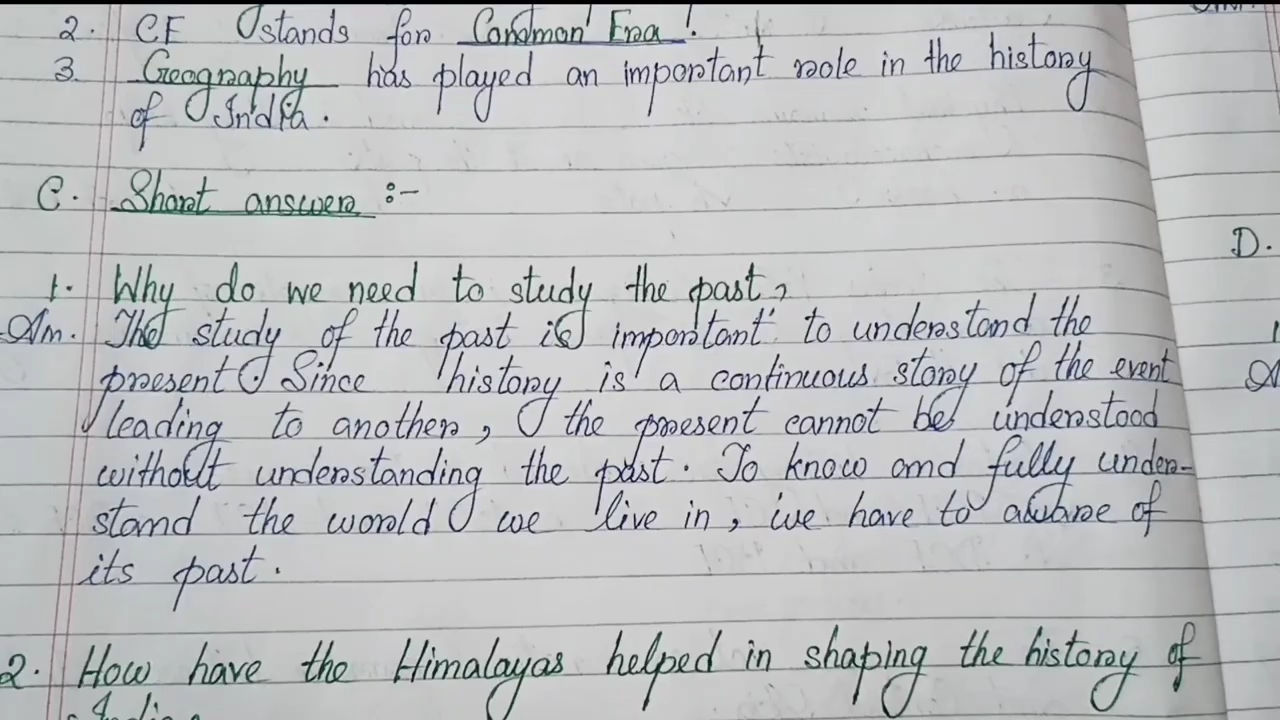 2. CE stands for Common Era.
3. Geography has played an important role in the history
of India.
C. Short answer :-
1. Why do we need to study the past?
Ans. The study of the past is important to understand the
present. Since history is a continuous story of the event
leading to another, the present cannot be understood
without understanding the past. To know and fully under-
stand the world we live in, we have to aware of
its past.
2. How have the Himalayas helped in shaping the history of
India?
D.